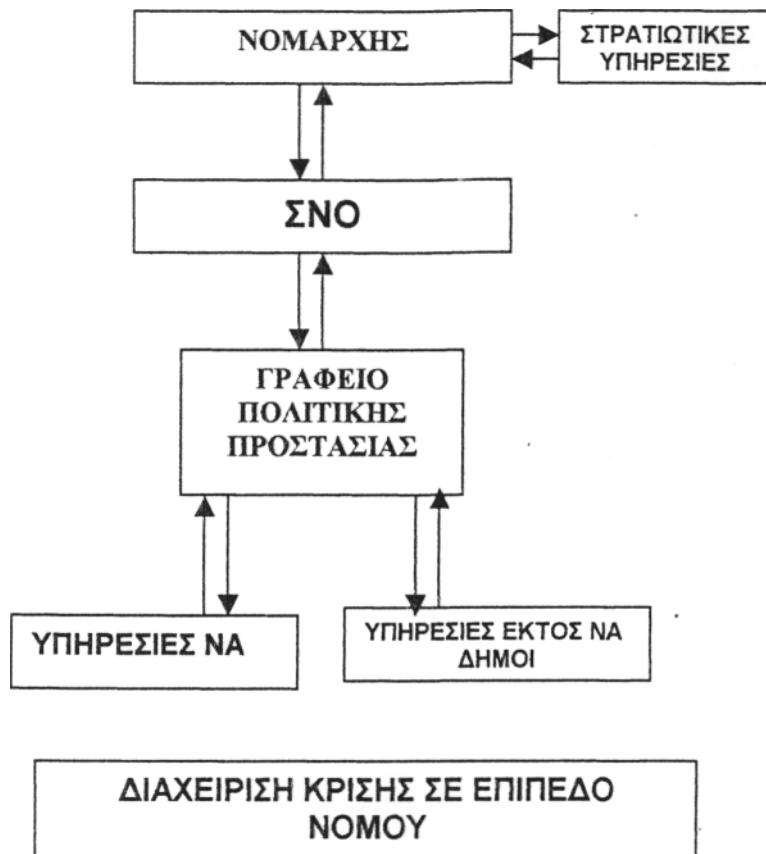 ΝΟΜΑΡΧΗΣ
ΣΤΡΑΤΙΩΤΙΚΕΣ
ΥΠΗΡΕΣΙΕΣ
ΣΝΟ
ΓΡΑΦΕΙΟ
ΠΟΛΙΤΙΚΗΣ
ΠΡΟΣΤΑΣΙΑΣ
ΥΠΗΡΕΣΙΕΣ ΝΑ
ΥΠΗΡΕΣΙΕΣ ΕΚΤΟΣ ΝΑ
ΔΗΜΟΙ
ΔΙΑΧΕΙΡΙΣΗ ΚΡΙΣΗΣ ΣΕ ΕΠΙΠΕΔΟ
ΝΟΜΟΥ